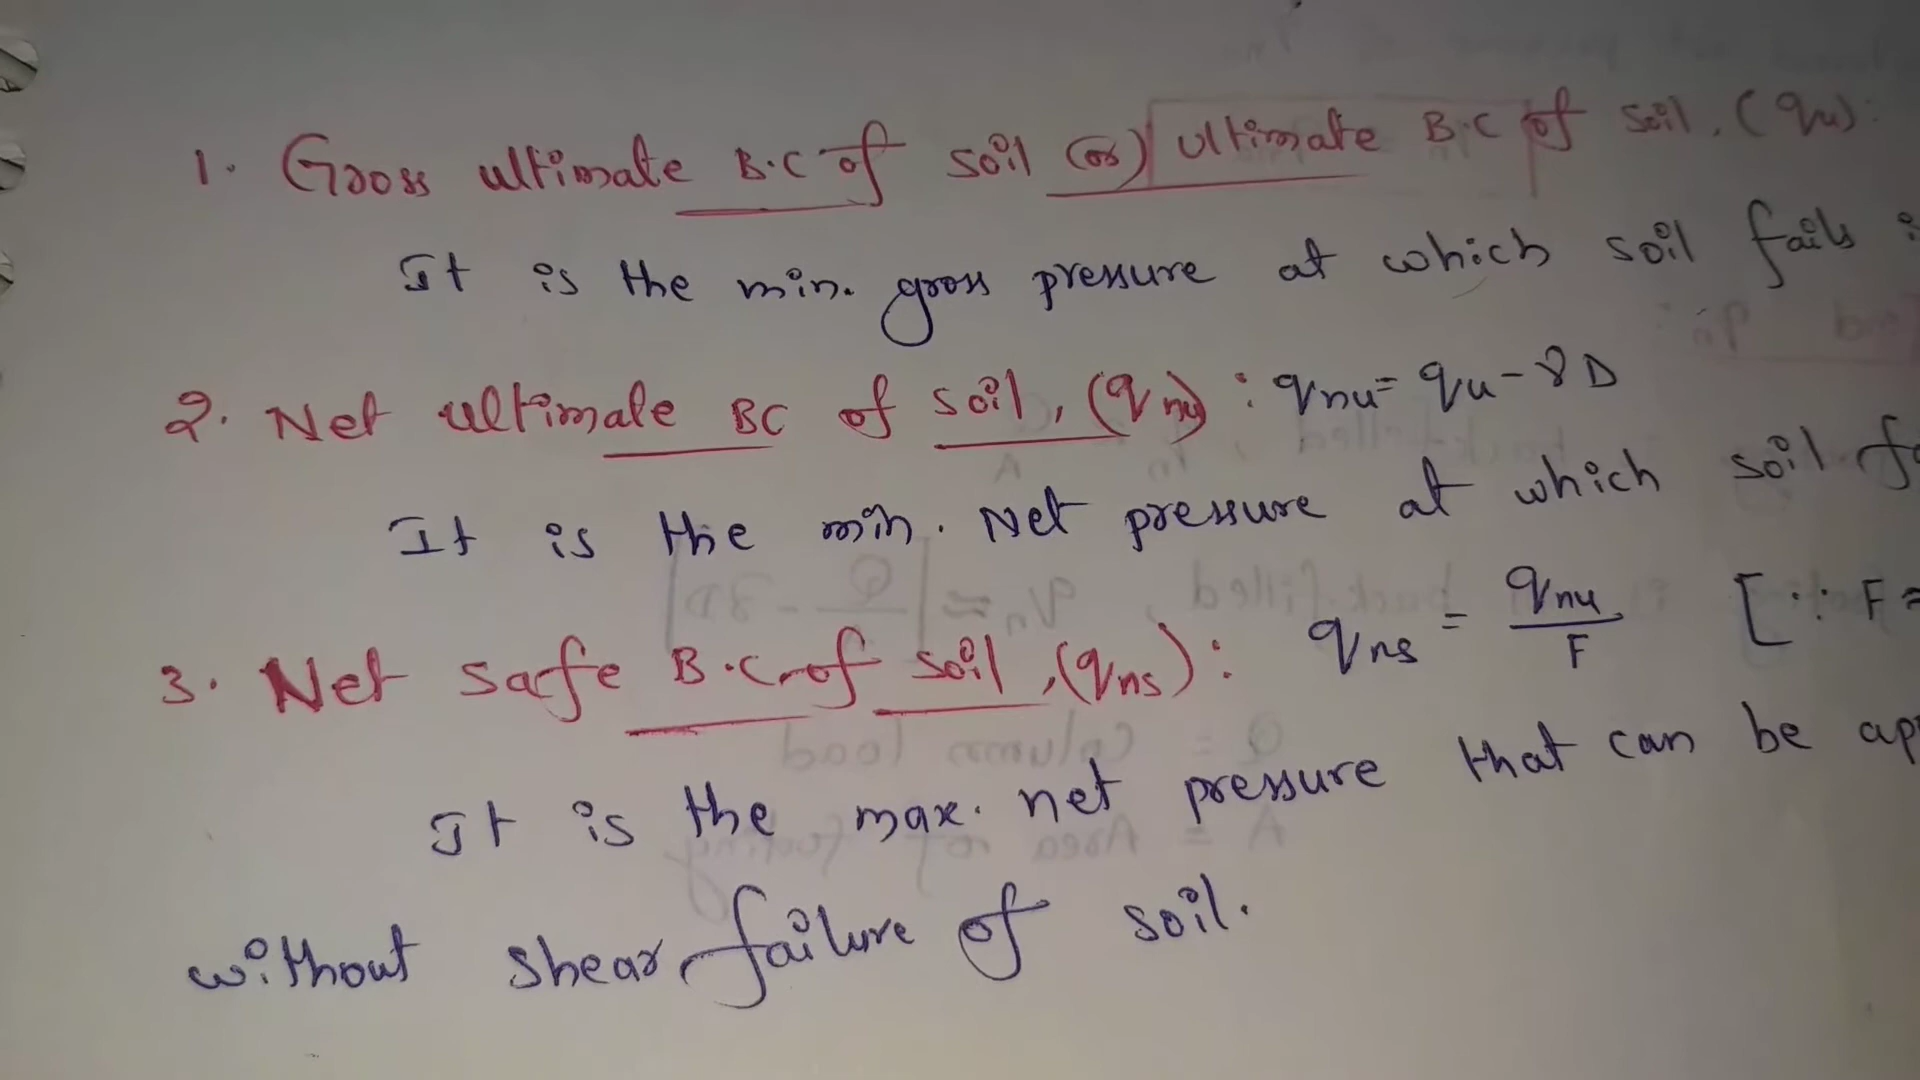 1. Gross ultimate B.C of soil (or) ultimate B.C of soil, (qu):
It is the min. gross pressure at which soil fails
2. Net ultimate BC of soil, (qnu) : qnu = qu - γD
It is the min. Net pressure at which soil
3. Net safe B.C of soil, (qns) : qns = qnu / F [∵ F =
It is the max. net pressure that can be
without shear failure of soil.